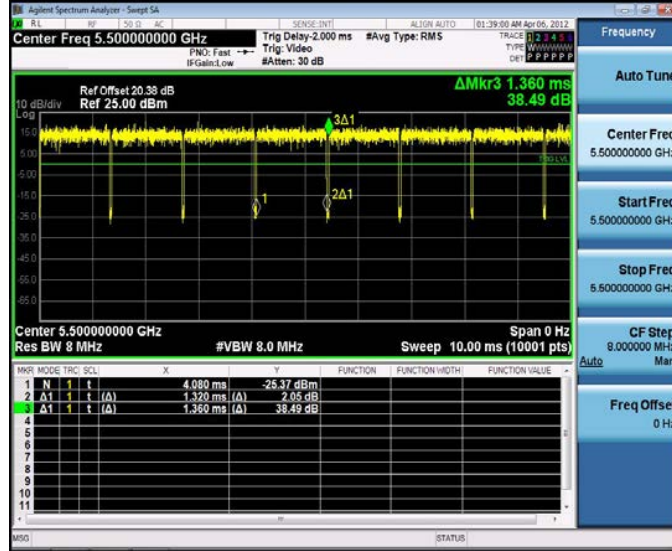 Agilent Spectrum Analyzer - Swept SA
RL RF 50 Ω AC SENSE:INT ALIGN AUTO 01:39:00 AM Apr 06, 2012
Center Freq 5.500000000 GHz
PNO: Fast
IFGain:Low
Trig Delay-2.000 ms
Trig: Video
#Atten: 30 dB
#Avg Type: RMS
TRACE 1 2 3 4 5 6
TYPE WWWWWW
DET P P P P P P
Ref Offset 20.38 dB
10 dB/div Ref 25.00 dBm
Log
ΔMkr3 1.360 ms
38.49 dB
15.0
5.00
-5.00
-15.0
-25.0
-35.0
-45.0
-55.0
-65.0
3Δ1
1
2Δ1
Center 5.500000000 GHz
Span 0 Hz
Res BW 8 MHz
#VBW 8.0 MHz
Sweep 10.00 ms (10001 pts)
MKR MODE TRC SCL X Y FUNCTION FUNCTION WIDTH FUNCTION VALUE
1 N 1 t 4.080 ms -25.37 dBm
2 Δ1 1 t (Δ) 1.320 ms (Δ) 2.05 dB
3 Δ1 1 t (Δ) 1.360 ms (Δ) 38.49 dB
4
5
6
7
8
9
10
11
MSG
STATUS
Frequency
Auto Tune
Center Freq
5.500000000 GHz
Start Freq
5.500000000 GHz
Stop Freq
5.500000000 GHz
CF Step
8.000000 MHz
Auto Man
Freq Offset
0 Hz